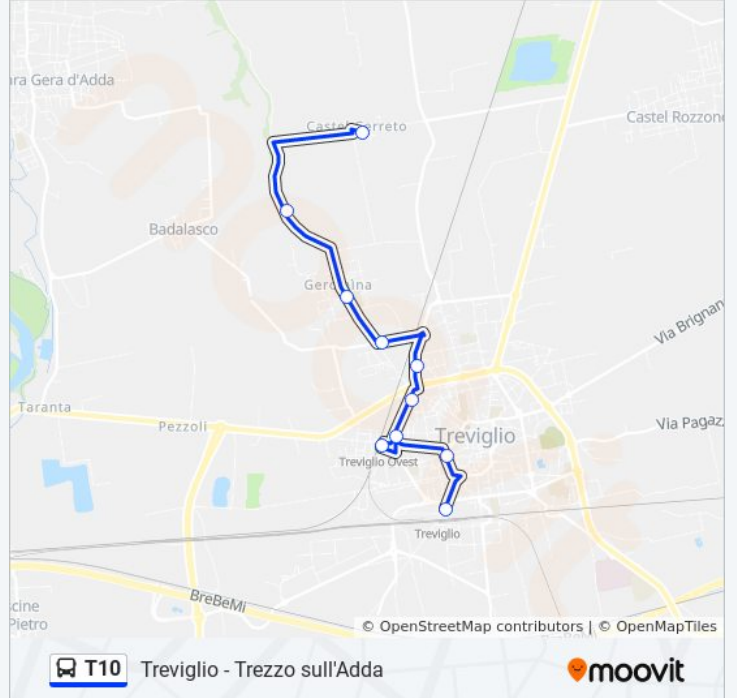 ara Gera d'Adda
Castel Cerreto
Castel Rozzone
Badalasco
Geromina
Via Brignan
Taranta
Pezzoli
Treviglio
Via Pagaz
Treviglio Ovest
Treviglio
BreBeMi
scine
Pietro
© OpenStreetMap contributors | © OpenMapTiles
T10 Treviglio - Trezzo sull'Adda
moovit